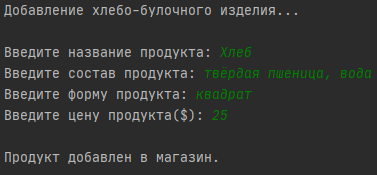 Добавление хлебо-булочного изделия...
Введите название продукта: Хлеб
Введите состав продукта: твёрдая пшеница, вода
Введите форму продукта: квадрат
Введите цену продукта($): 25
Продукт добавлен в магазин.